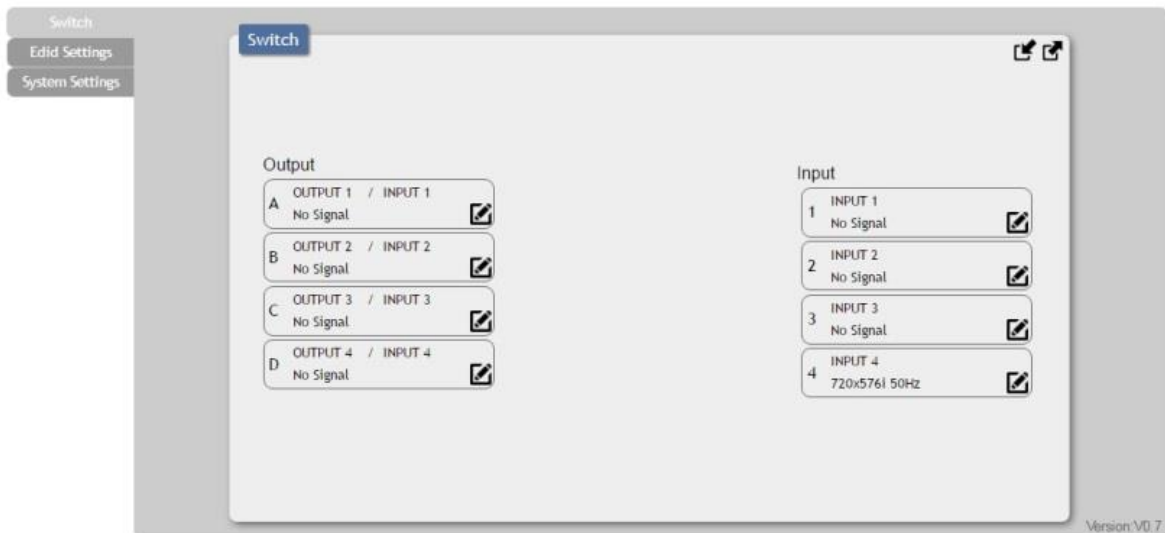 Switch
Edid Settings
System Settings
Switch
Output
A OUTPUT 1 / INPUT 1
No Signal
B OUTPUT 2 / INPUT 2
No Signal
C OUTPUT 3 / INPUT 3
No Signal
D OUTPUT 4 / INPUT 4
No Signal
Input
1 INPUT 1
No Signal
2 INPUT 2
No Signal
3 INPUT 3
No Signal
4 INPUT 4
720x576i 50Hz
Version:V0.7